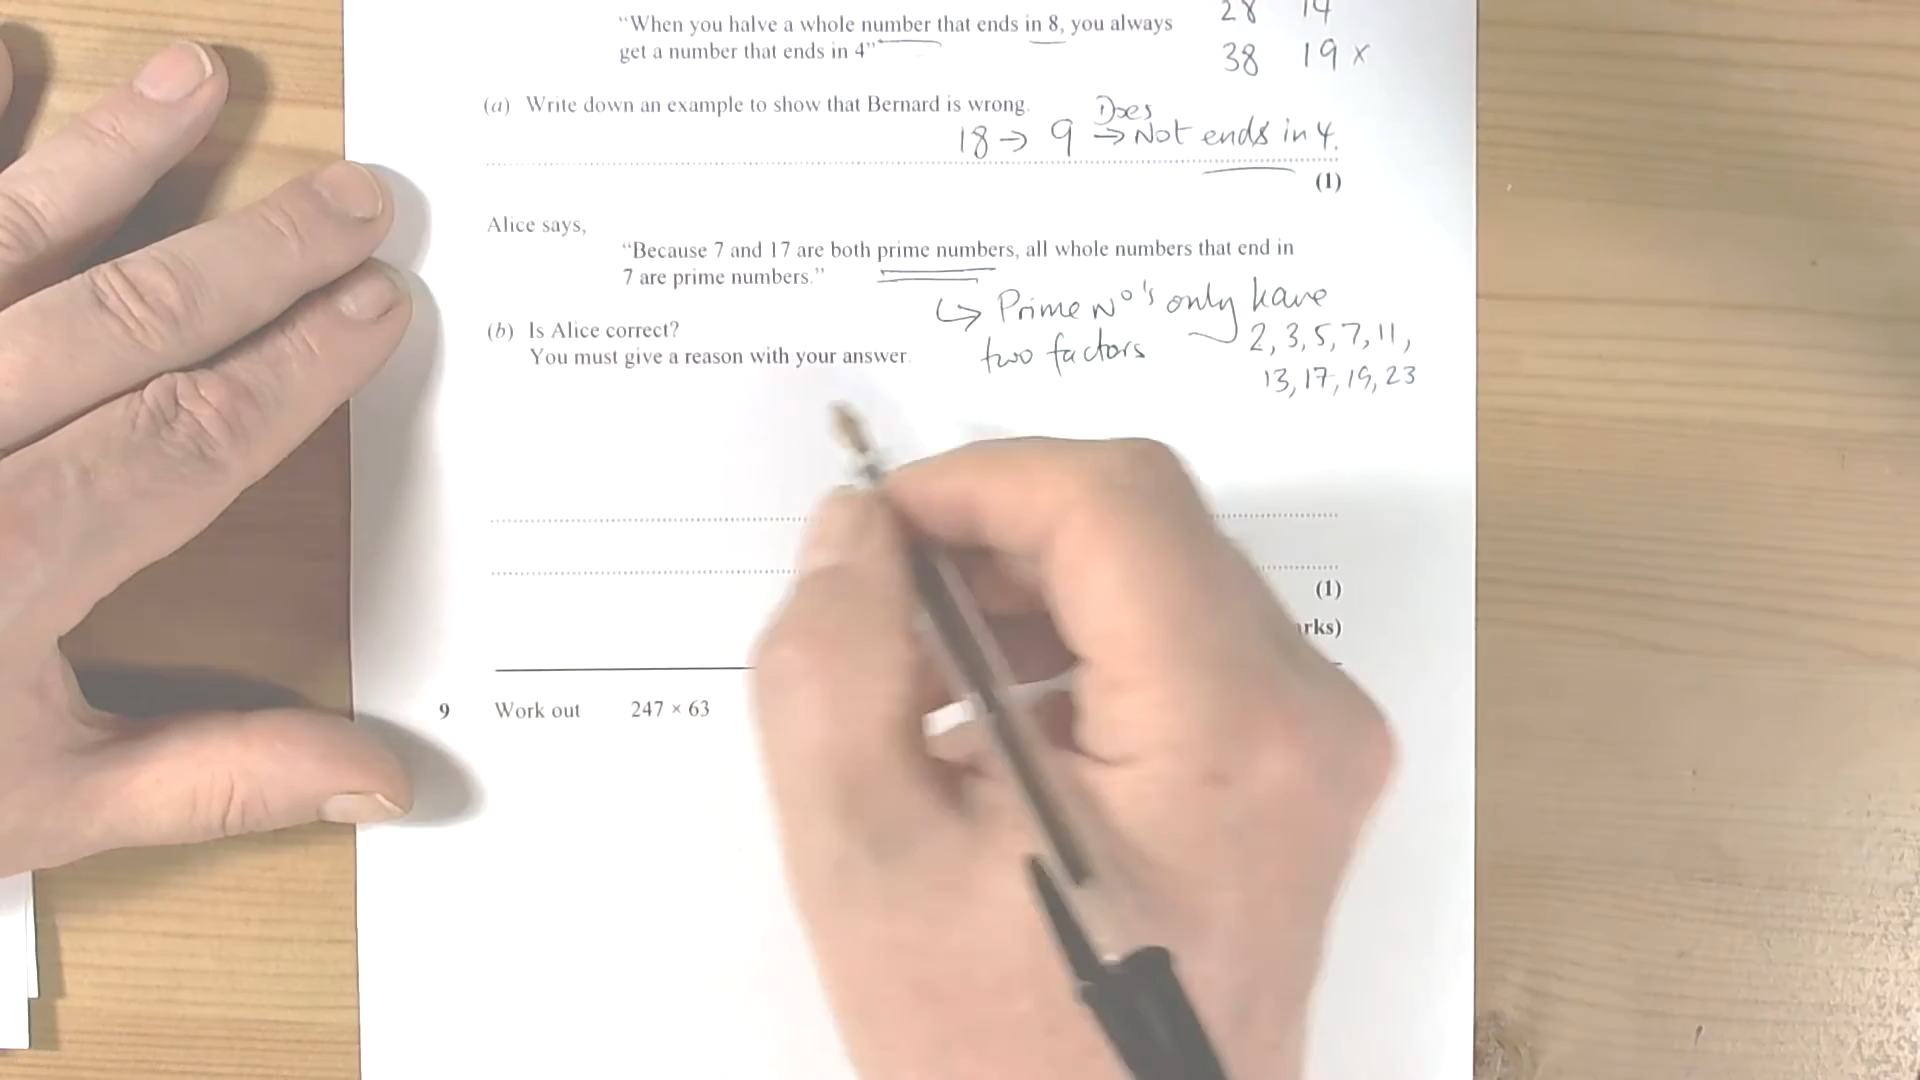 28 14
"When you halve a whole number that ends in 8, you always
get a number that ends in 4"
38 19 x
(a) Write down an example to show that Bernard is wrong.
Does
18 → 9 → Not ends in 4.
(1)
Alice says,
"Because 7 and 17 are both prime numbers, all whole numbers that end in
7 are prime numbers."
↳ Prime Nº's only have
two factors
2, 3, 5, 7, 11,
13, 17, 19, 23
(b) Is Alice correct?
You must give a reason with your answer.
(1)
rks)
9 Work out 247 × 63